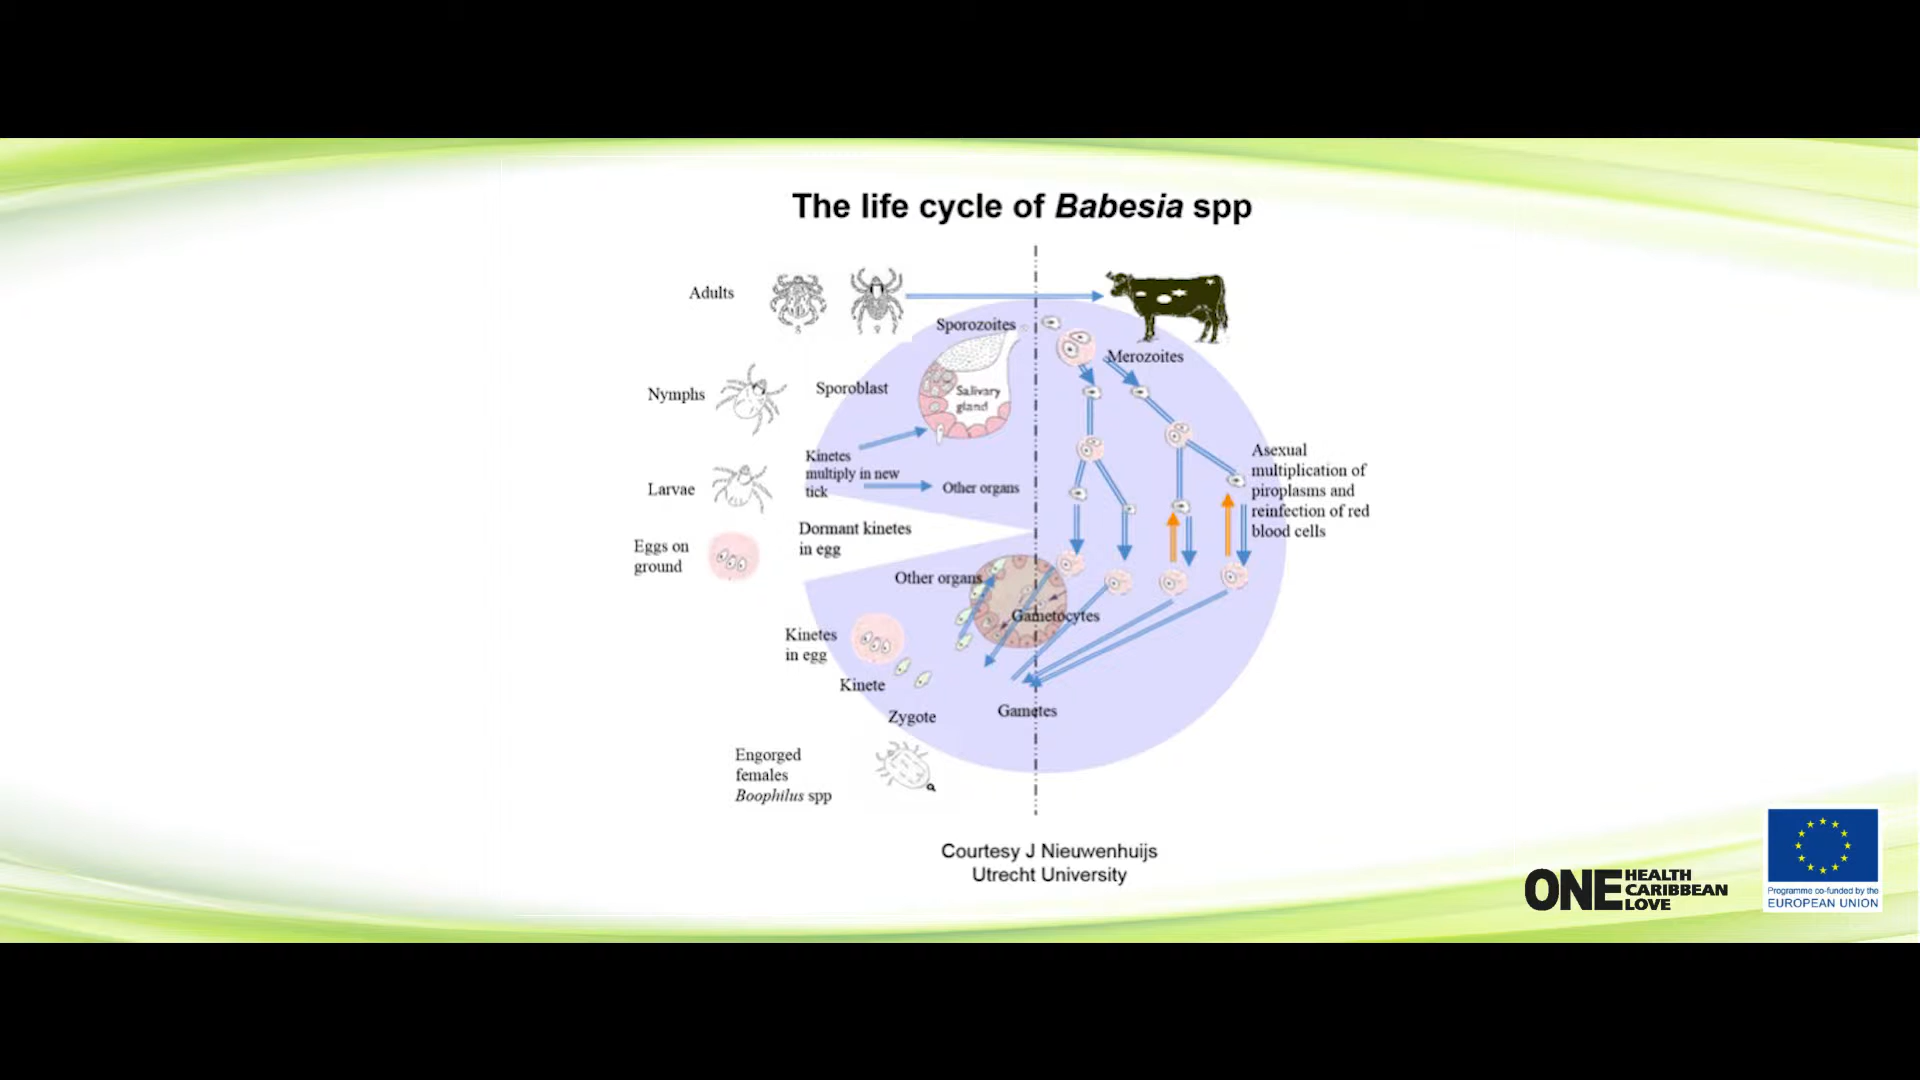 The life cycle of Babesia spp
Adults
Sporozoites
Merozoites
Nymphs
Sporoblast
Salivary
gland
Kinetes
multiply in new
tick
Other organs
Larvae
Asexual
multiplication of
piroplasms and
reinfection of red
blood cells
Dormant kinetes
in egg
Eggs on
ground
Other organs
Gametocytes
Kinetes
in egg
Kinete
Zygote
Gametes
Engorged
females
Boophilus spp
Courtesy J Nieuwenhuijs
Utrecht University
ONE HEALTH
CARIBBEAN
LOVE
Programme co-funded by the
EUROPEAN UNION